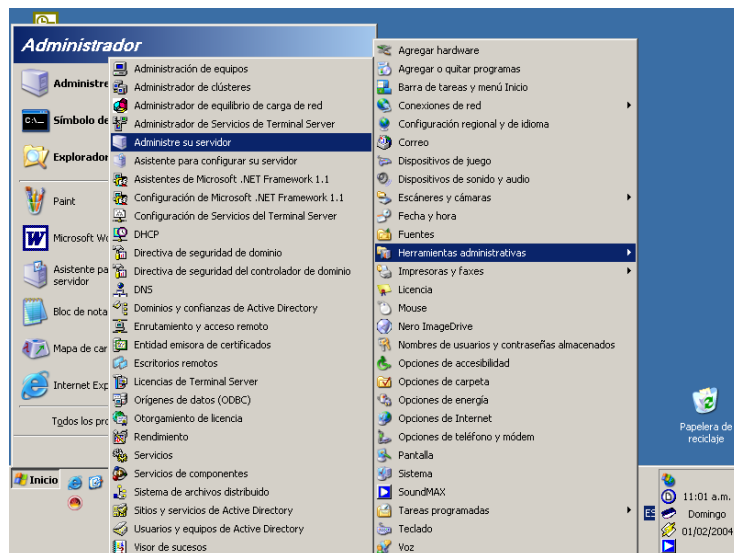 Administrador
Administre
Símbolo de
Explorador
Paint
Microsoft Wo
Asistente pa
servidor
Bloc de nota
Mapa de car
Internet Exp
Todos los pro
Administración de equipos
Administrador de clústeres
Administrador de equilibrio de carga de red
Administrador de Servicios de Terminal Server
Administre su servidor
Asistente para configurar su servidor
Asistentes de Microsoft .NET Framework 1.1
Configuración de Microsoft .NET Framework 1.1
Configuración de Servicios del Terminal Server
DHCP
Directiva de seguridad de dominio
Directiva de seguridad del controlador de dominio
DNS
Dominios y confianzas de Active Directory
Enrutamiento y acceso remoto
Entidad emisora de certificados
Escritorios remotos
Licencias de Terminal Server
Orígenes de datos (ODBC)
Otorgamiento de licencia
Rendimiento
Servicios
Servicios de componentes
Sistema de archivos distribuido
Sitios y servicios de Active Directory
Usuarios y equipos de Active Directory
Visor de sucesos
Agregar hardware
Agregar o quitar programas
Barra de tareas y menú Inicio
Conexiones de red
Configuración regional y de idioma
Correo
Dispositivos de juego
Dispositivos de sonido y audio
Escáneres y cámaras
Fecha y hora
Fuentes
Herramientas administrativas
Impresoras y faxes
Licencia
Mouse
Nero ImageDrive
Nombres de usuarios y contraseñas almacenados
Opciones de accesibilidad
Opciones de carpeta
Opciones de energía
Opciones de Internet
Opciones de teléfono y módem
Pantalla
Sistema
SoundMAX
Tareas programadas
Teclado
Voz
Papelera de
reciclaje
Inicio
ES
11:01 a.m.
Domingo
01/02/2004